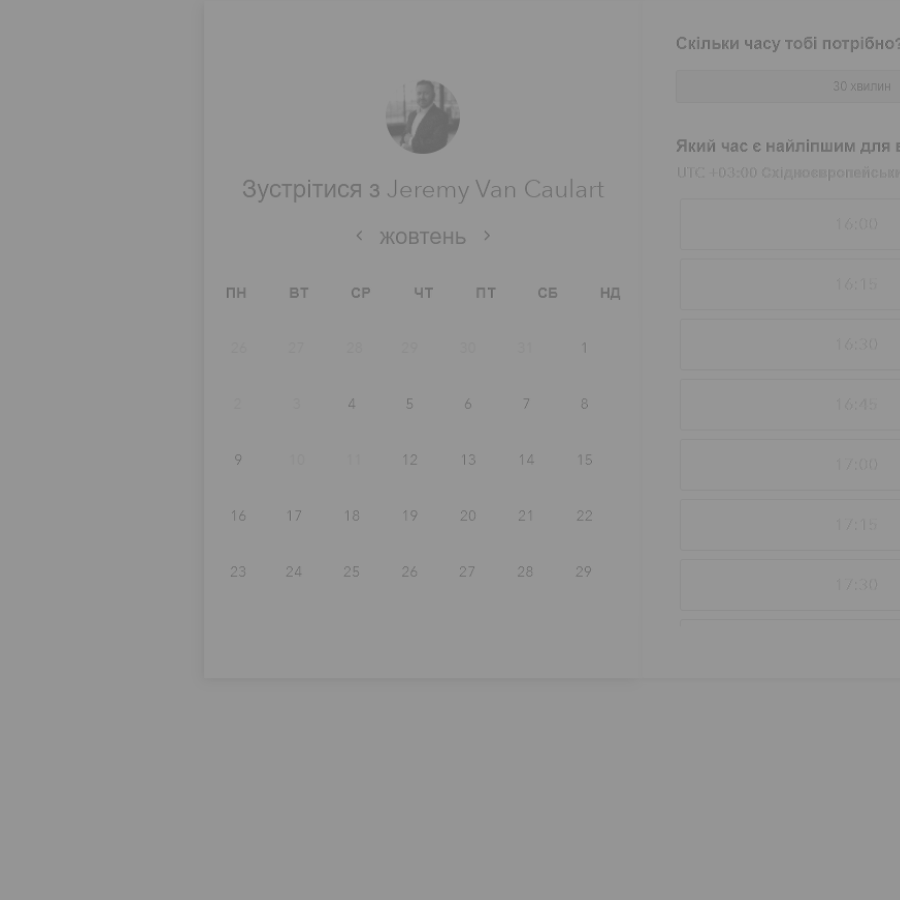 Зустрітися з Jeremy Van Caulart
жовтень
ПН ВТ СР ЧТ ПТ СБ НД
26 27 28 29 30 31 1
2 3 4 5 6 7 8
9 10 11 12 13 14 15
16 17 18 19 20 21 22
23 24 25 26 27 28 29
Скільки часу тобі потрібно?
30 хвилин
Який час є найліпшим для
UTC +03:00
16:00
16:15
16:30
16:45
17:00
17:15
17:30